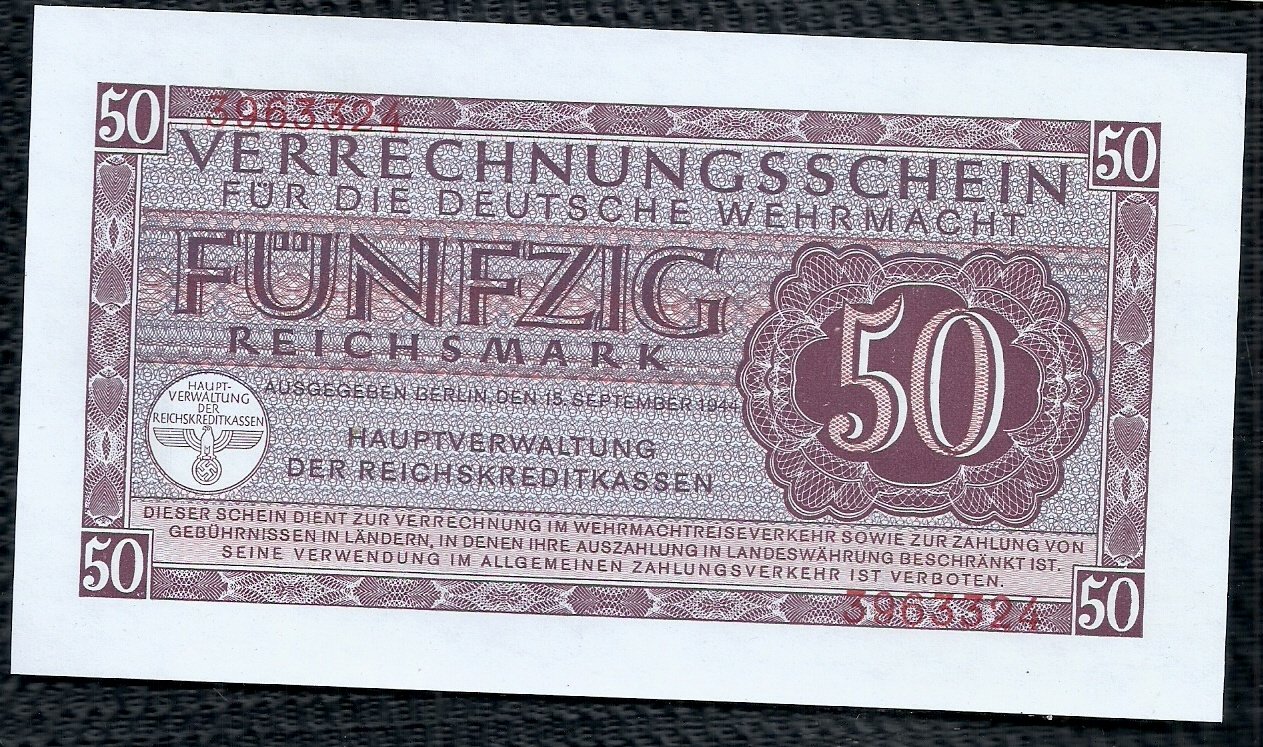 50
3963324
50
VERRECHNUNGSSCHEIN
FÜR DIE DEUTSCHE WEHRMACHT
FÜNFZIG
REICHSMARK
50
HAUPT-
VERWALTUNG
DER
REICHSKREDITKASSEN
AUSGEGEBEN BERLIN, DEN 15. SEPTEMBER 1944
HAUPTVERWALTUNG
DER REICHSKREDITKASSEN
DIESER SCHEIN DIENT ZUR VERRECHNUNG IM WEHRMACHTREISEVERKEHR SOWIE ZUR ZAHLUNG VON
GEBÜHRNISSEN IN LÄNDERN, IN DENEN IHRE AUSZAHLUNG IN LANDESWÄHRUNG BESCHRÄNKT IST.
SEINE VERWENDUNG IM ALLGEMEINEN ZAHLUNGSVERKEHR IST VERBOTEN.
50
3963324
50